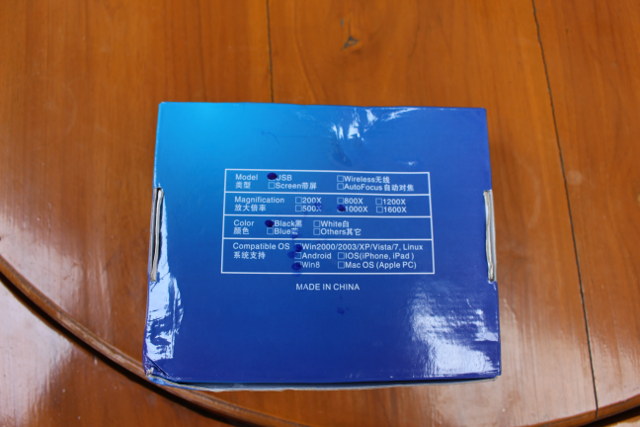 Model USB □Wireless无线
类型 □Screen带屏 □AutoFocus自动对焦
Magnification □200X □800X □1200X
放大倍率 □500X 1000X □1600X
Color Black黑 □White白
颜色 □Blue兰 □Others其它
Compatible OS Win2000/2003/XP/Vista/7, Linux
系统支持 □Android □IOS(iPhone, iPad )
Win8 □Mac OS (Apple PC)
MADE IN CHINA